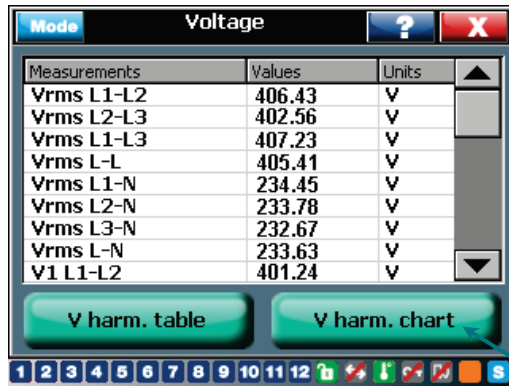 Mode Voltage ? X
Measurements Values Units
Vrms L1-L2 406.43 V
Vrms L2-L3 402.56 V
Vrms L1-L3 407.23 V
Vrms L-L 405.41 V
Vrms L1-N 234.45 V
Vrms L2-N 233.78 V
Vrms L3-N 232.67 V
Vrms L-N 233.63 V
V1 L1-L2 401.24 V
V harm. table V harm. chart
1 2 3 4 5 6 7 8 9 10 11 12 S